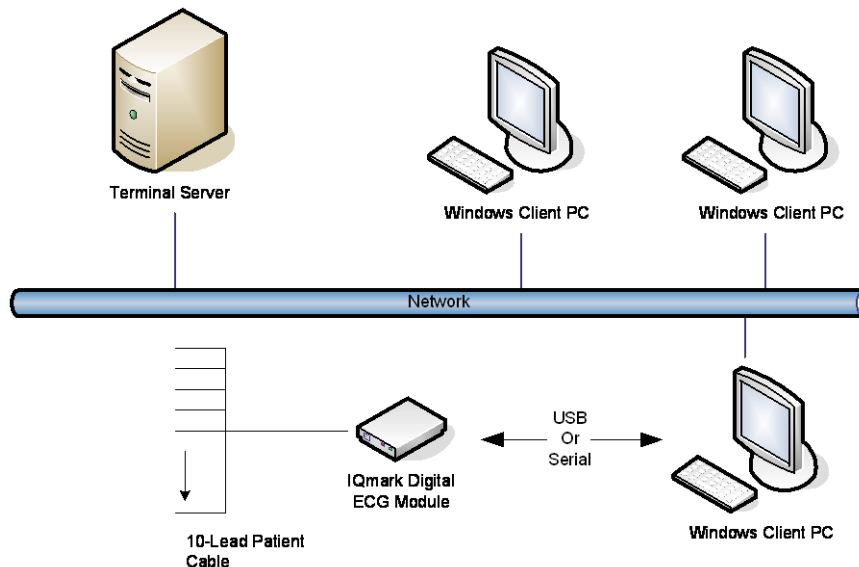 Terminal Server
Windows Client PC
Windows Client PC
Network
USB
Or
Serial
IQmark Digital
ECG Module
10-Lead Patient
Cable
Windows Client PC